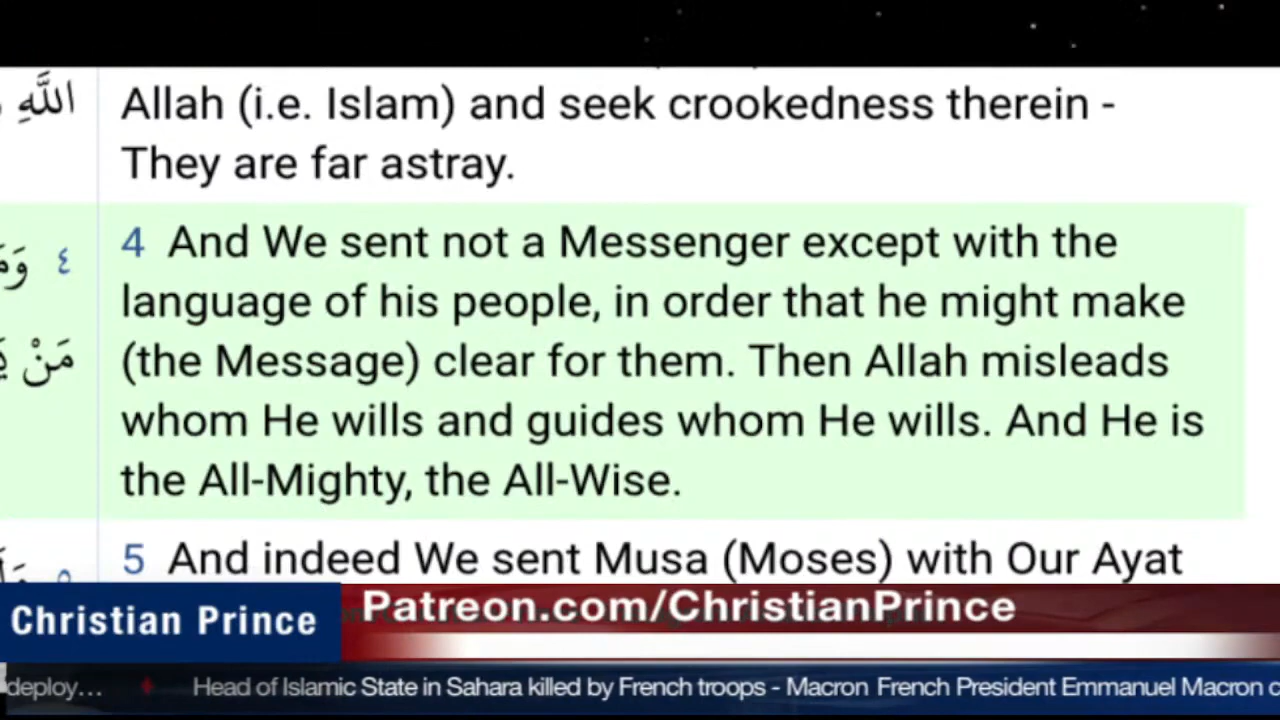 الله
Allah (i.e. Islam) and seek crookedness therein -
They are far astray.
٤
4 And We sent not a Messenger except with the
language of his people, in order that he might make
مَنْ
(the Message) clear for them. Then Allah misleads
whom He wills and guides whom He wills. And He is
the All-Mighty, the All-Wise.
5 And indeed We sent Musa (Moses) with Our Ayat
Christian Prince
Patreon.com/ChristianPrince
deploy...
Head of Islamic State in Sahara killed by French troops - Macron French President Emmanuel Macron